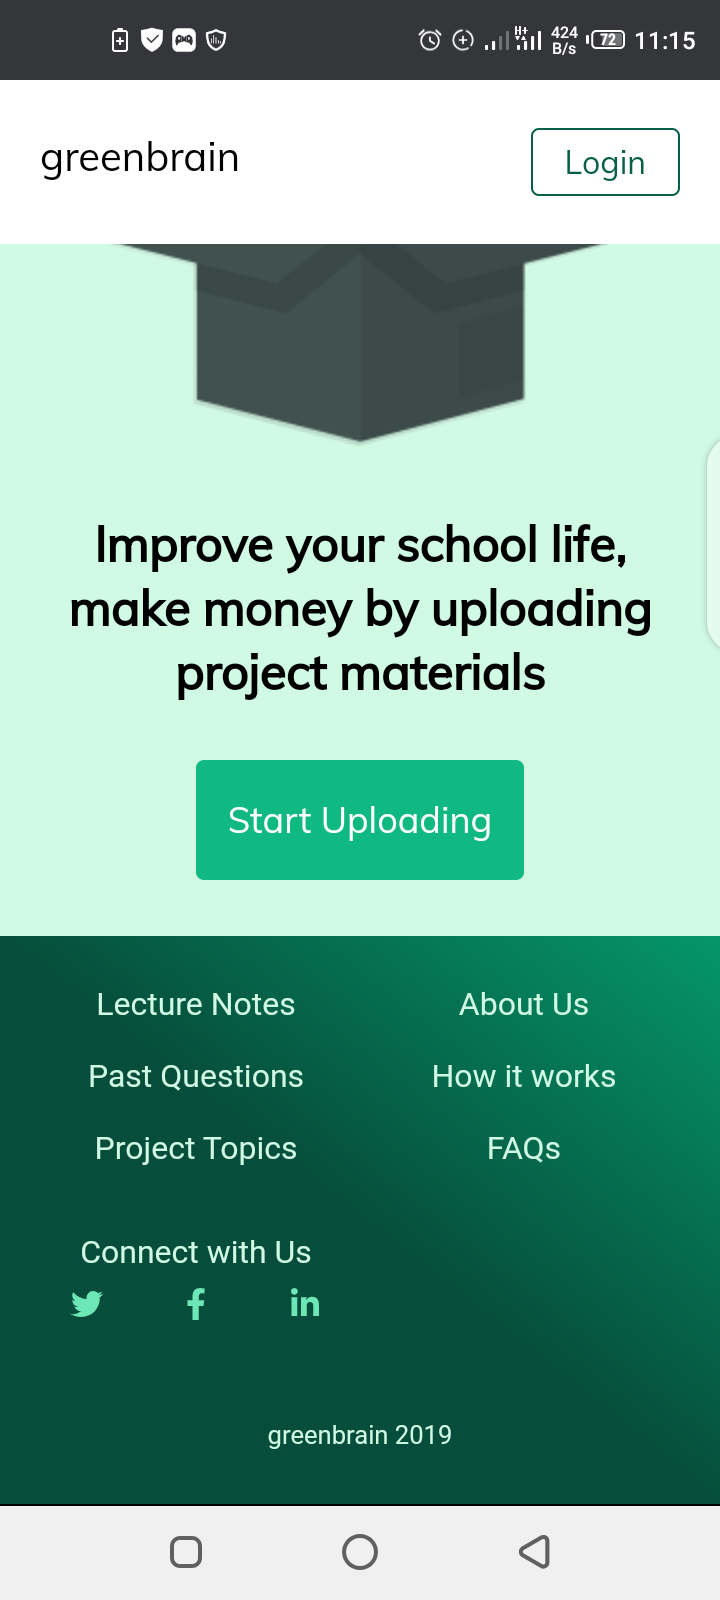 H+
424
B/s
72
11:15
greenbrain
Login
Improve your school life,
make money by uploading
project materials
Start Uploading
Lecture Notes
About Us
Past Questions
How it works
Project Topics
FAQs
Connect with Us
greenbrain 2019